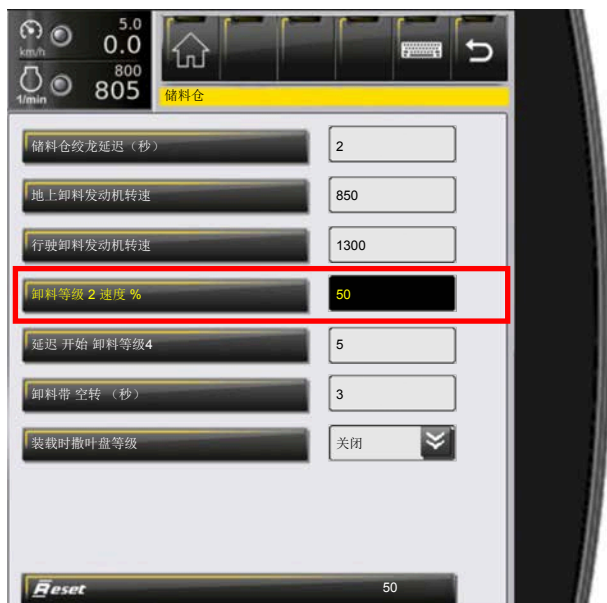 5.0
km/h 0.0
800
1/min 805
储料仓
储料仓绞龙延迟（秒） 2
地上卸料发动机转速 850
行驶卸料发动机转速 1300
卸料等级 2 速度 % 50
延迟 开始 卸料等级4 5
卸料带 空转 （秒） 3
装载时撒叶盘等级 关闭
Reset 50